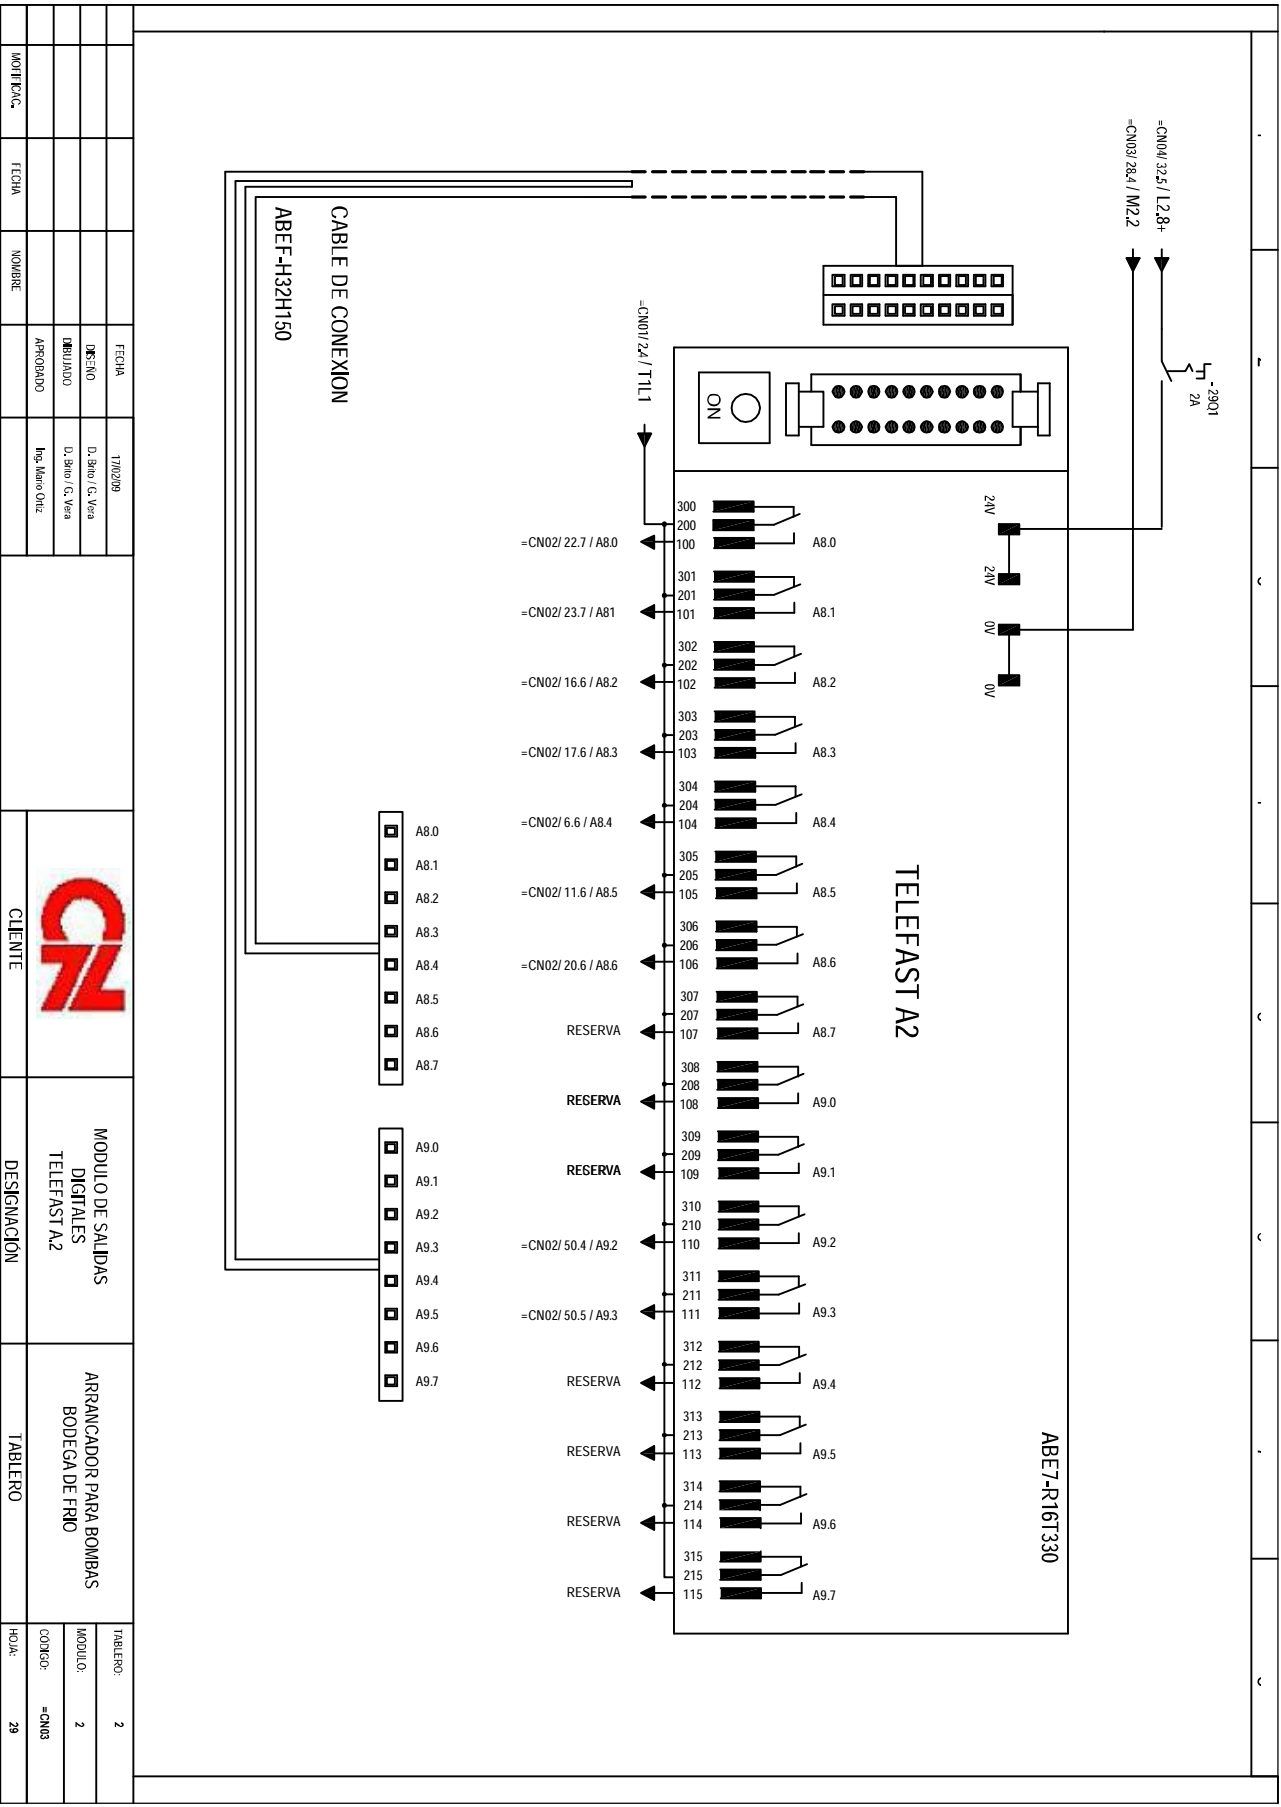 =CN04/ 32.5 / L2.8+
=CN03/ 28.4 / M2.2
- 29Q1
2A
CABLE DE CONEXION
ABEF-H32H150
=CN01/ 2.4 / T1L1
ON
24V
24V
0V
0V
TELEFAST A2
ABE7-R16T330
300
200
100
=CN02/ 22.7 / A8.0
A8.0
301
201
101
=CN02/ 23.7 / A81
A8.1
302
202
102
=CN02/ 16.6 / A8.2
A8.2
303
203
103
=CN02/ 17.6 / A8.3
A8.3
304
204
104
=CN02/ 6.6 / A8.4
A8.4
305
205
105
=CN02/ 11.6 / A8.5
A8.5
306
206
106
=CN02/ 20.6 / A8.6
A8.6
307
207
107
RESERVA
A8.7
308
208
108
RESERVA
A9.0
309
209
109
RESERVA
A9.1
310
210
110
=CN02/ 50.4 / A9.2
A9.2
311
211
111
=CN02/ 50.5 / A9.3
A9.3
312
212
112
RESERVA
A9.4
313
213
113
RESERVA
A9.5
314
214
114
RESERVA
A9.6
315
215
115
RESERVA
A9.7
A8.0
A8.1
A8.2
A8.3
A8.4
A8.5
A8.6
A8.7
A9.0
A9.1
A9.2
A9.3
A9.4
A9.5
A9.6
A9.7
MOFIFICAC.
FECHA
NOMBRE
FECHA
17/02/09
DISEÑO
D. Brito / G. Vera
DIBUJADO
D. Brito / G. Vera
APROBADO
Ing. Mario Ortiz
CLIENTE
MODULO DE SALIDAS
DIGITALES
TELEFAST A.2
DESIGNACIÓN
ARRANCADOR PARA BOMBAS
BODEGA DE FRIO
TABLERO
TABLERO: 2
MODULO: 2
CODIGO: =CN03
HOJA: 29